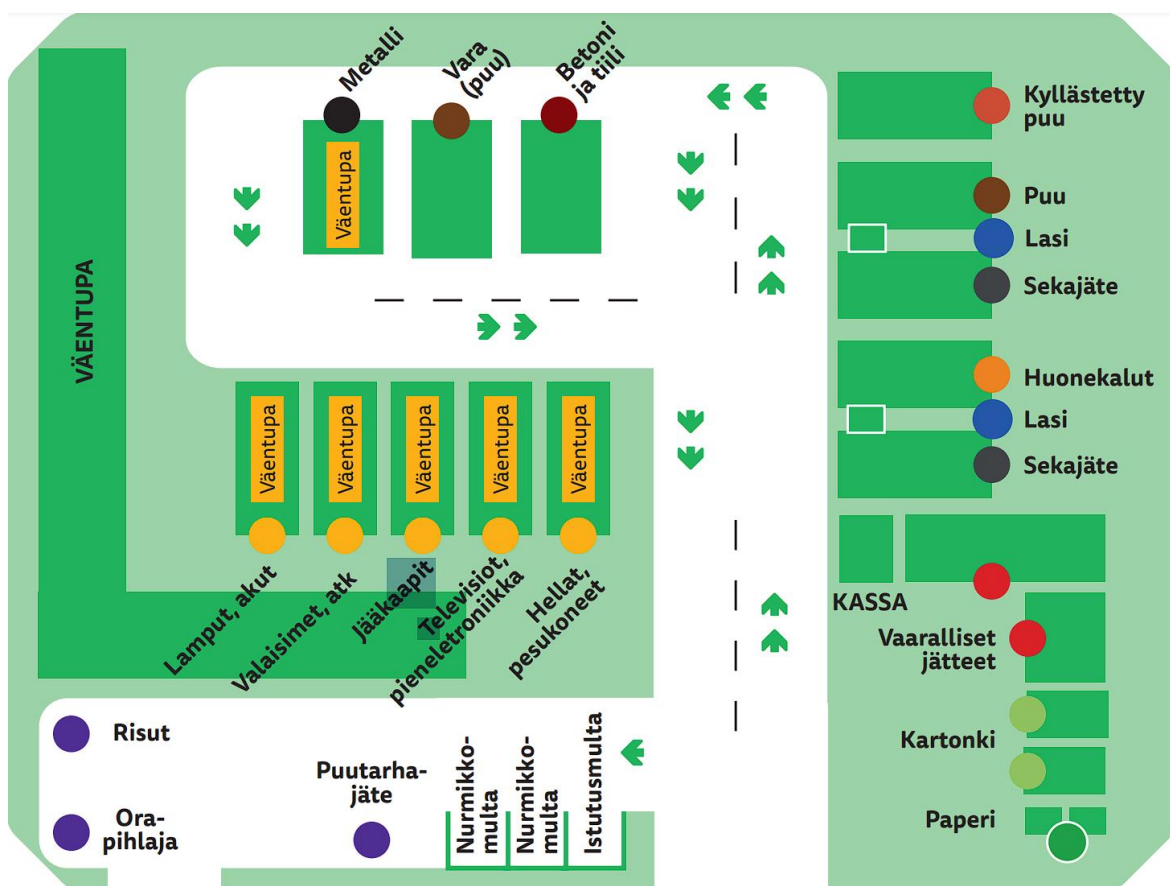 Metalli
Vara
(puu)
Betoni
ja tiili
Väentupa
VÄENTUPA
Kyllästetty
puu
Puu
Lasi
Sekajäte
Huonekalut
Lasi
Sekajäte
Väentupa
Väentupa
Väentupa
Väentupa
Väentupa
Lamput, akut
Valaisimet, atk
Jääkaapit
Televisiot,
pieneletroniikka
Hellat,
pesukoneet
KASSA
Vaaralliset
jätteet
Kartonki
Paperi
Risut
Ora-
pihlaja
Puutarha-
jäte
Nurmikko-
multa
Nurmikko-
multa
Istutusmulta